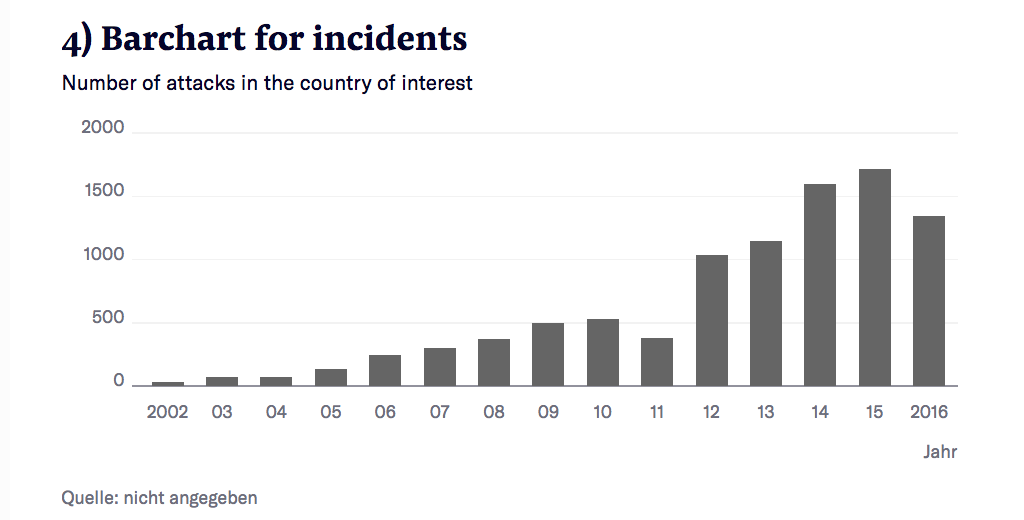 4) Barchart for incidents
Number of attacks in the country of interest
2000
1500
1000
500
0
2002 03 04 05 06 07 08 09 10 11 12 13 14 15 2016
Jahr
Quelle: nicht angegeben